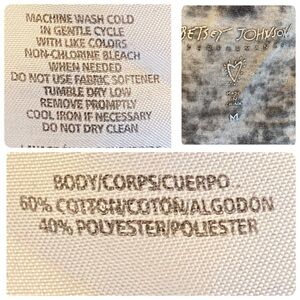 MACHINE WASH COLD
IN GENTLE CYCLE
WITH LIKE COLORS
NON-CHLORINE BLEACH
WHEN NEEDED
DO NOT USE FABRIC SOFTENER
TUMBLE DRY LOW
REMOVE PROMPTLY
COOL IRON IF NECESSARY
DO NOT DRY CLEAN
BETSEY JOHNSON
PERFORMANCE
M
BODY/CORPS/CUERPO
60% COTTON/COTON/ALGODÓN
40% POLYESTER/POLIESTER